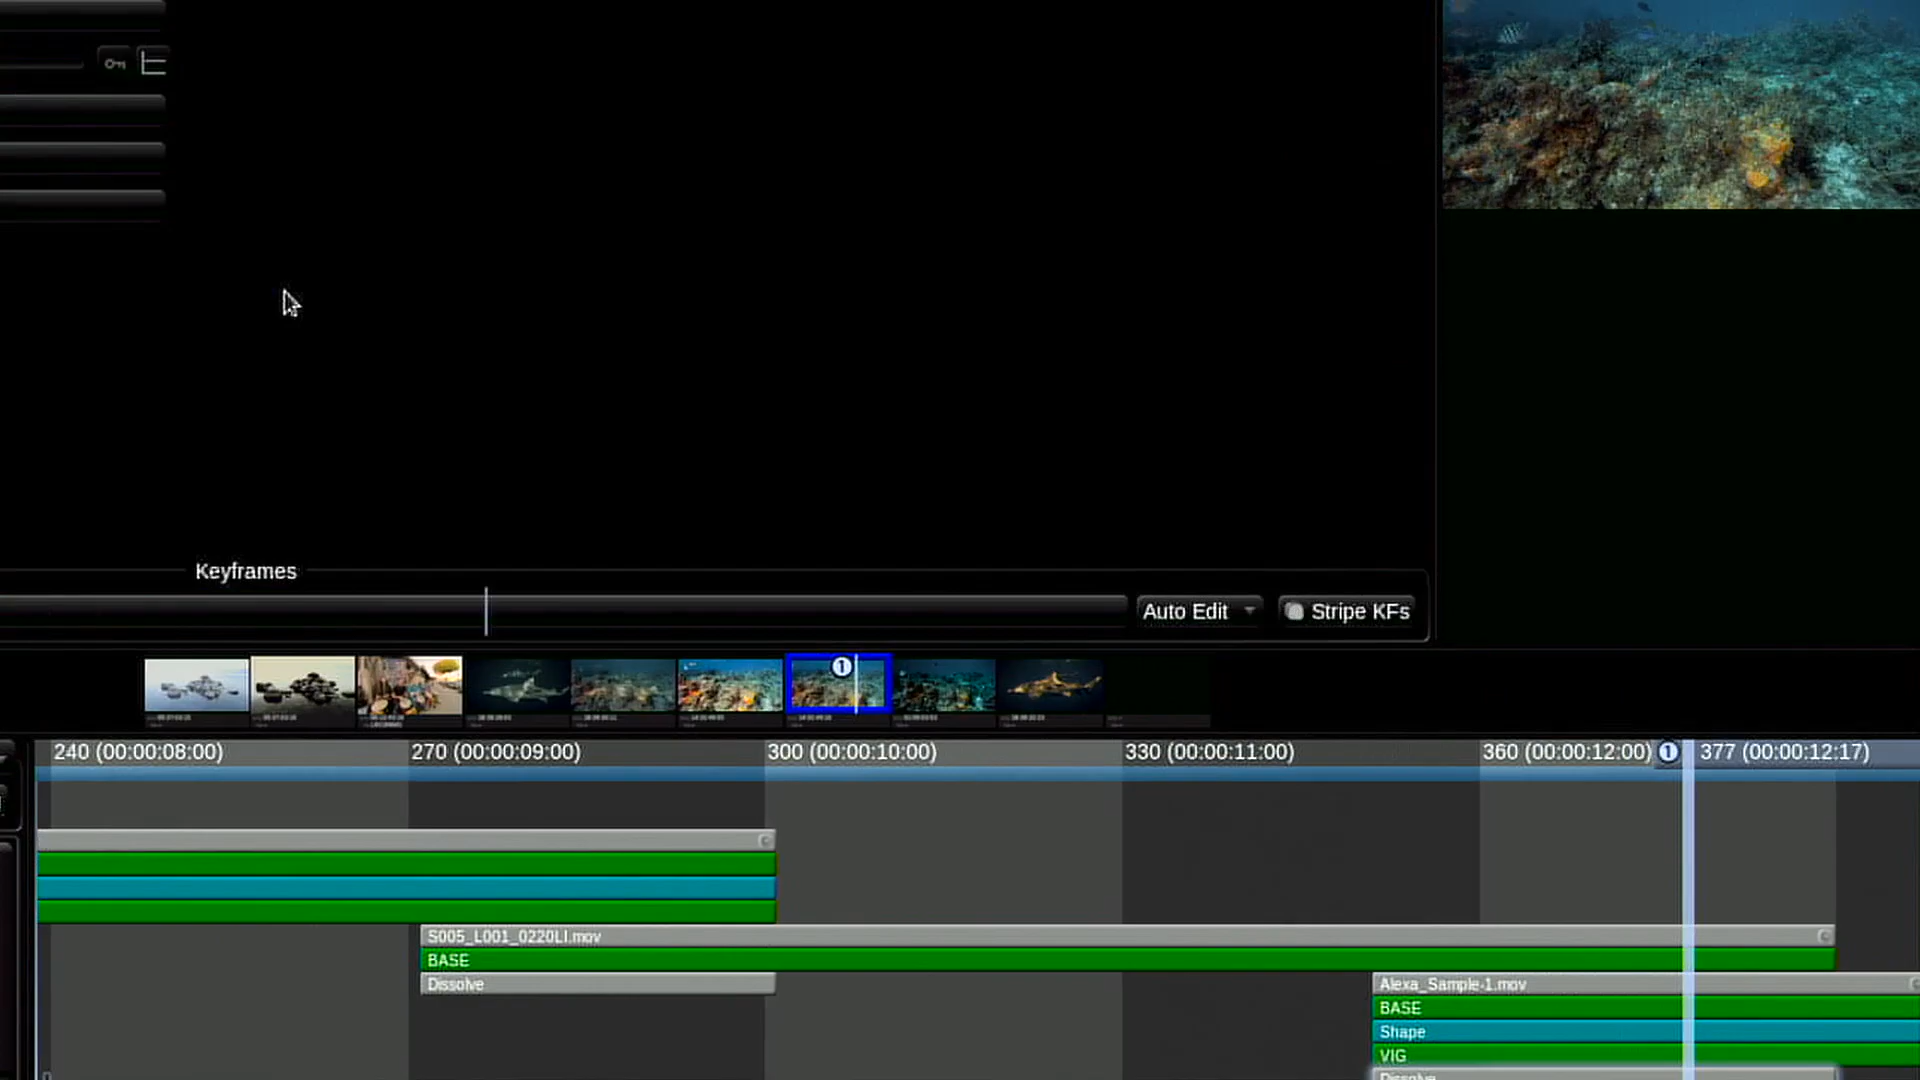 Keyframes
Auto Edit
Stripe KFs
1
240 (00:00:08:00)
270 (00:00:09:00)
300 (00:00:10:00)
330 (00:00:11:00)
360 (00:00:12:00)
1
377 (00:00:12:17)
S005_L001_0220LI.mov
BASE
Dissolve
Alexa_Sample-1.mov
BASE
Shape
VIG
Dissolve